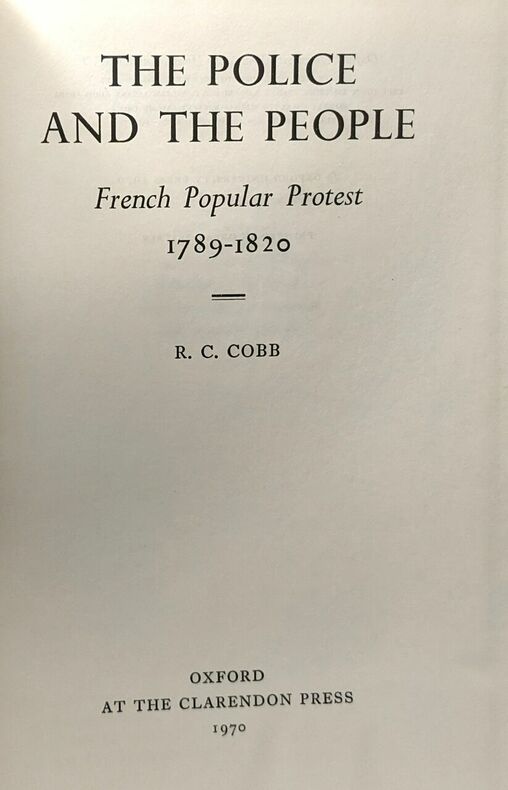 THE POLICE
AND THE PEOPLE
French Popular Protest
1789-1820
R. C. COBB
OXFORD
AT THE CLARENDON PRESS
1970